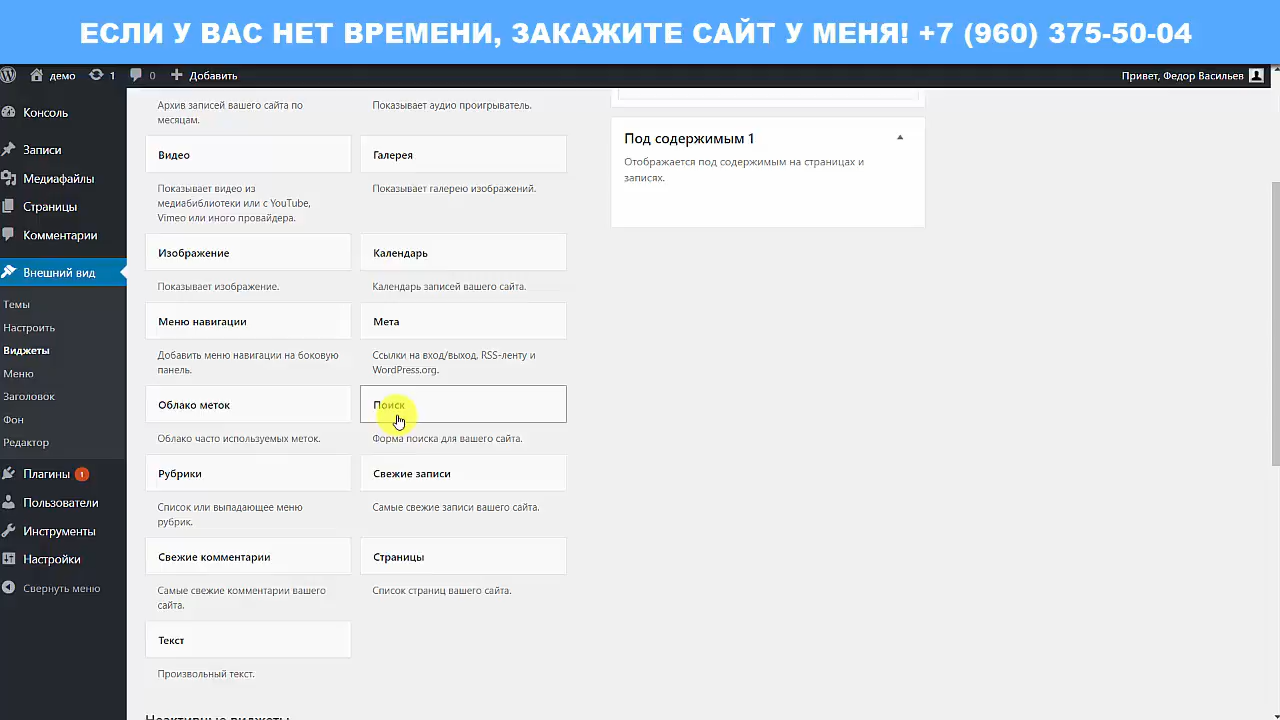 ЕСЛИ У ВАС НЕТ ВРЕМЕНИ, ЗАКАЖИТЕ САЙТ У МЕНЯ! +7 (960) 375-50-04
демо 1 0 Добавить Привет, Федор Васильев
Консоль
Записи
Медиафайлы
Страницы
Комментарии
Внешний вид
Темы
Настроить
Виджеты
Меню
Заголовок
Фон
Редактор
Плагины 1
Пользователи
Инструменты
Настройки
Свернуть меню
Архив записей вашего сайта по
месяцам.
Показывает аудио проигрыватель.
Видео
Показывает видео из
медиабиблиотеки или с YouTube,
Vimeo или иного провайдера.
Галерея
Показывает галерею изображений.
Изображение
Показывает изображение.
Календарь
Календарь записей вашего сайта.
Меню навигации
Добавить меню навигации на боковую
панель.
Мета
Ссылки на вход/выход, RSS-ленту и
WordPress.org.
Облако меток
Облако часто используемых меток.
Поиск
Форма поиска для вашего сайта.
Рубрики
Список или выпадающее меню
рубрик.
Свежие записи
Самые свежие записи вашего сайта.
Свежие комментарии
Самые свежие комментарии вашего
сайта.
Страницы
Список страниц вашего сайта.
Текст
Произвольный текст.
Неактивные виджеты
Под содержимым 1
Отображается под содержимым на страницах и
записях.